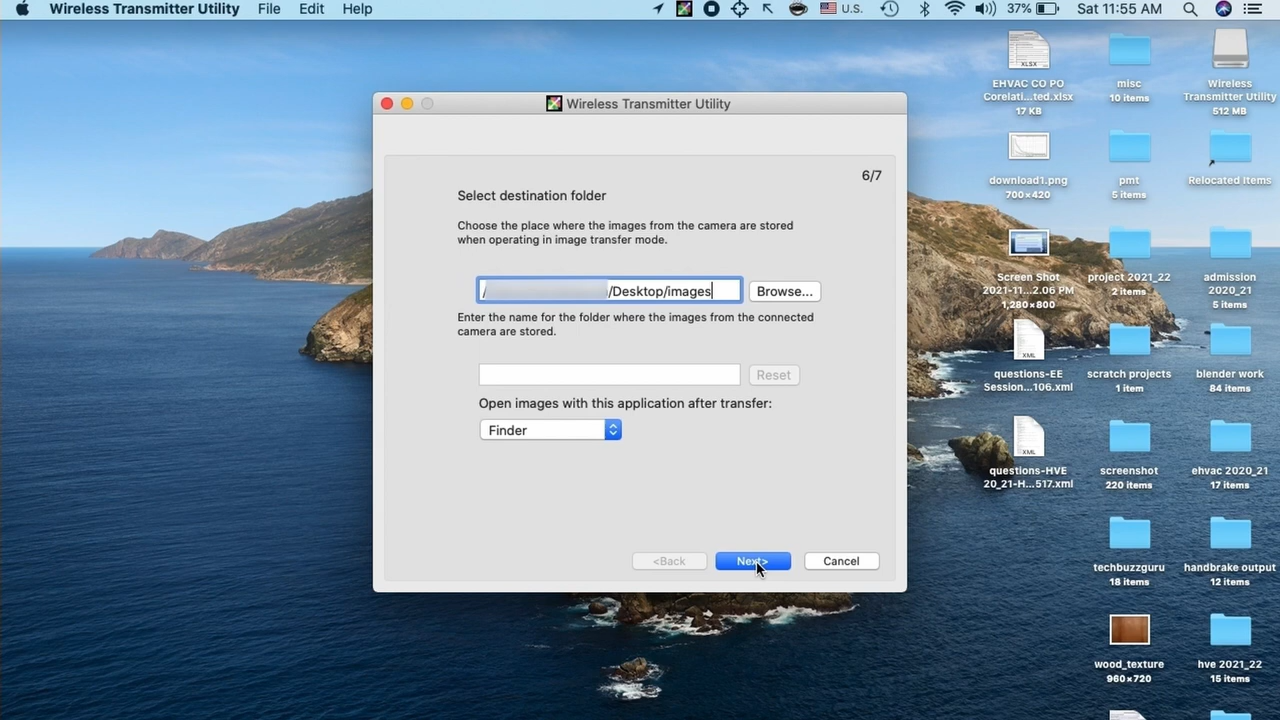 Wireless Transmitter Utility File Edit Help U.S. 37% Sat 11:55 AM
Wireless Transmitter Utility
6/7
Select destination folder
Choose the place where the images from the camera are stored
when operating in image transfer mode.
/ /Desktop/images
Browse...
Enter the name for the folder where the images from the connected
camera are stored.
Reset
Open images with this application after transfer:
Finder
<Back
Next>
Cancel
XLSX
EHVAC CO PO
Corelati...ted.xlsx
17 KB
misc
10 items
Wireless
Transmitter Utility
512 MB
download1.png
700×420
pmt
5 items
Relocated Items
Screen Shot
2021-11...2.06 PM
1,280×800
project 2021_22
2 items
admission
2020_21
5 items
XML
questions-EE
Session...106.xml
scratch projects
1 item
blender work
84 items
XML
questions-HVE
20_21-H...517.xml
screenshot
220 items
ehvac 2020_21
17 items
techbuzzguru
18 items
handbrake output
12 items
wood_texture
960×720
hve 2021_22
15 items